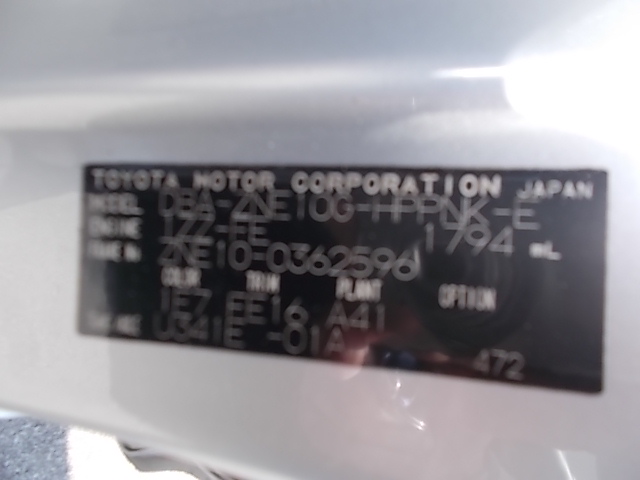 TOYOTA MOTOR CORPORATION JAPAN
MODEL DBA-ZNE10G-HPPNK-E
ENGINE 1ZZ-FE 1794 mL
FRAME No. ZNE10-0362596
COLOR TRIM PLANT OPTION
1E7 EE16 A41
U341E -01A
472